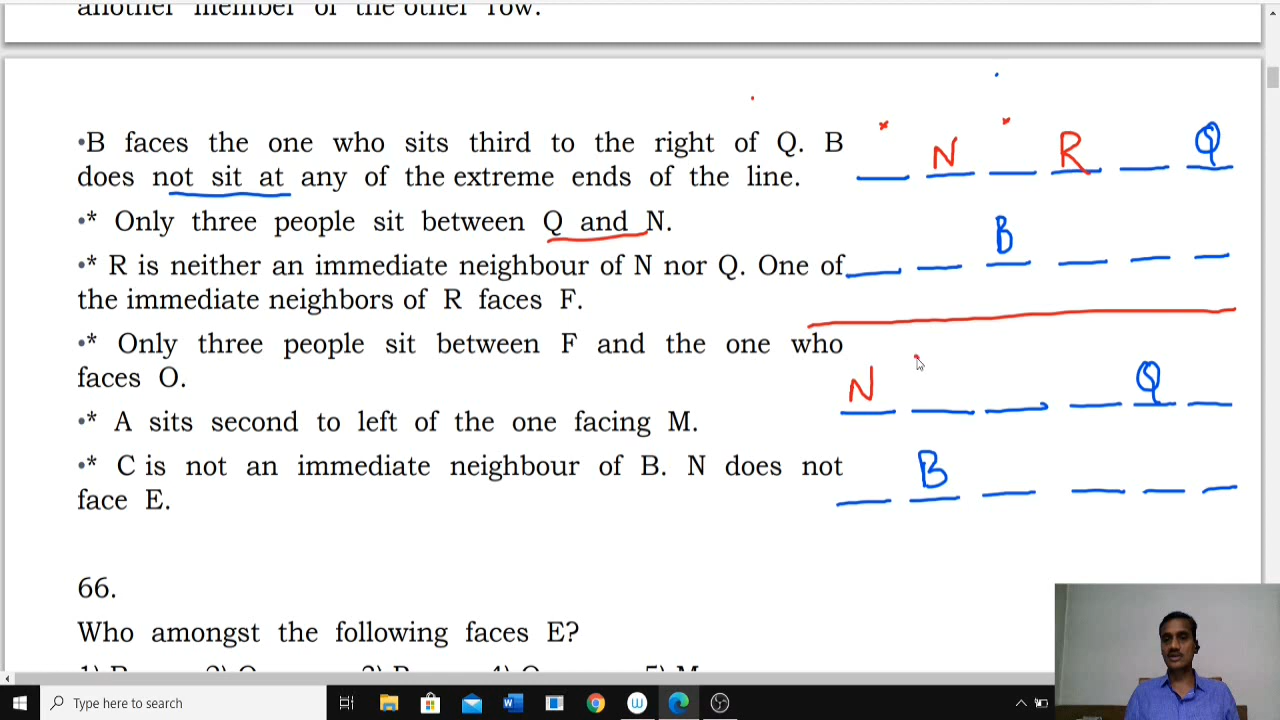 another member of the other row.
•B faces the one who sits third to the right of Q. B
does not sit at any of the extreme ends of the line.
•* Only three people sit between Q and N.
•* R is neither an immediate neighbour of N nor Q. One of
the immediate neighbors of R faces F.
•* Only three people sit between F and the one who
faces O.
•* A sits second to left of the one facing M.
•* C is not an immediate neighbour of B. N does not
face E.
66.
Who amongst the following faces E?
N R Q
B
N Q
B
Type here to search